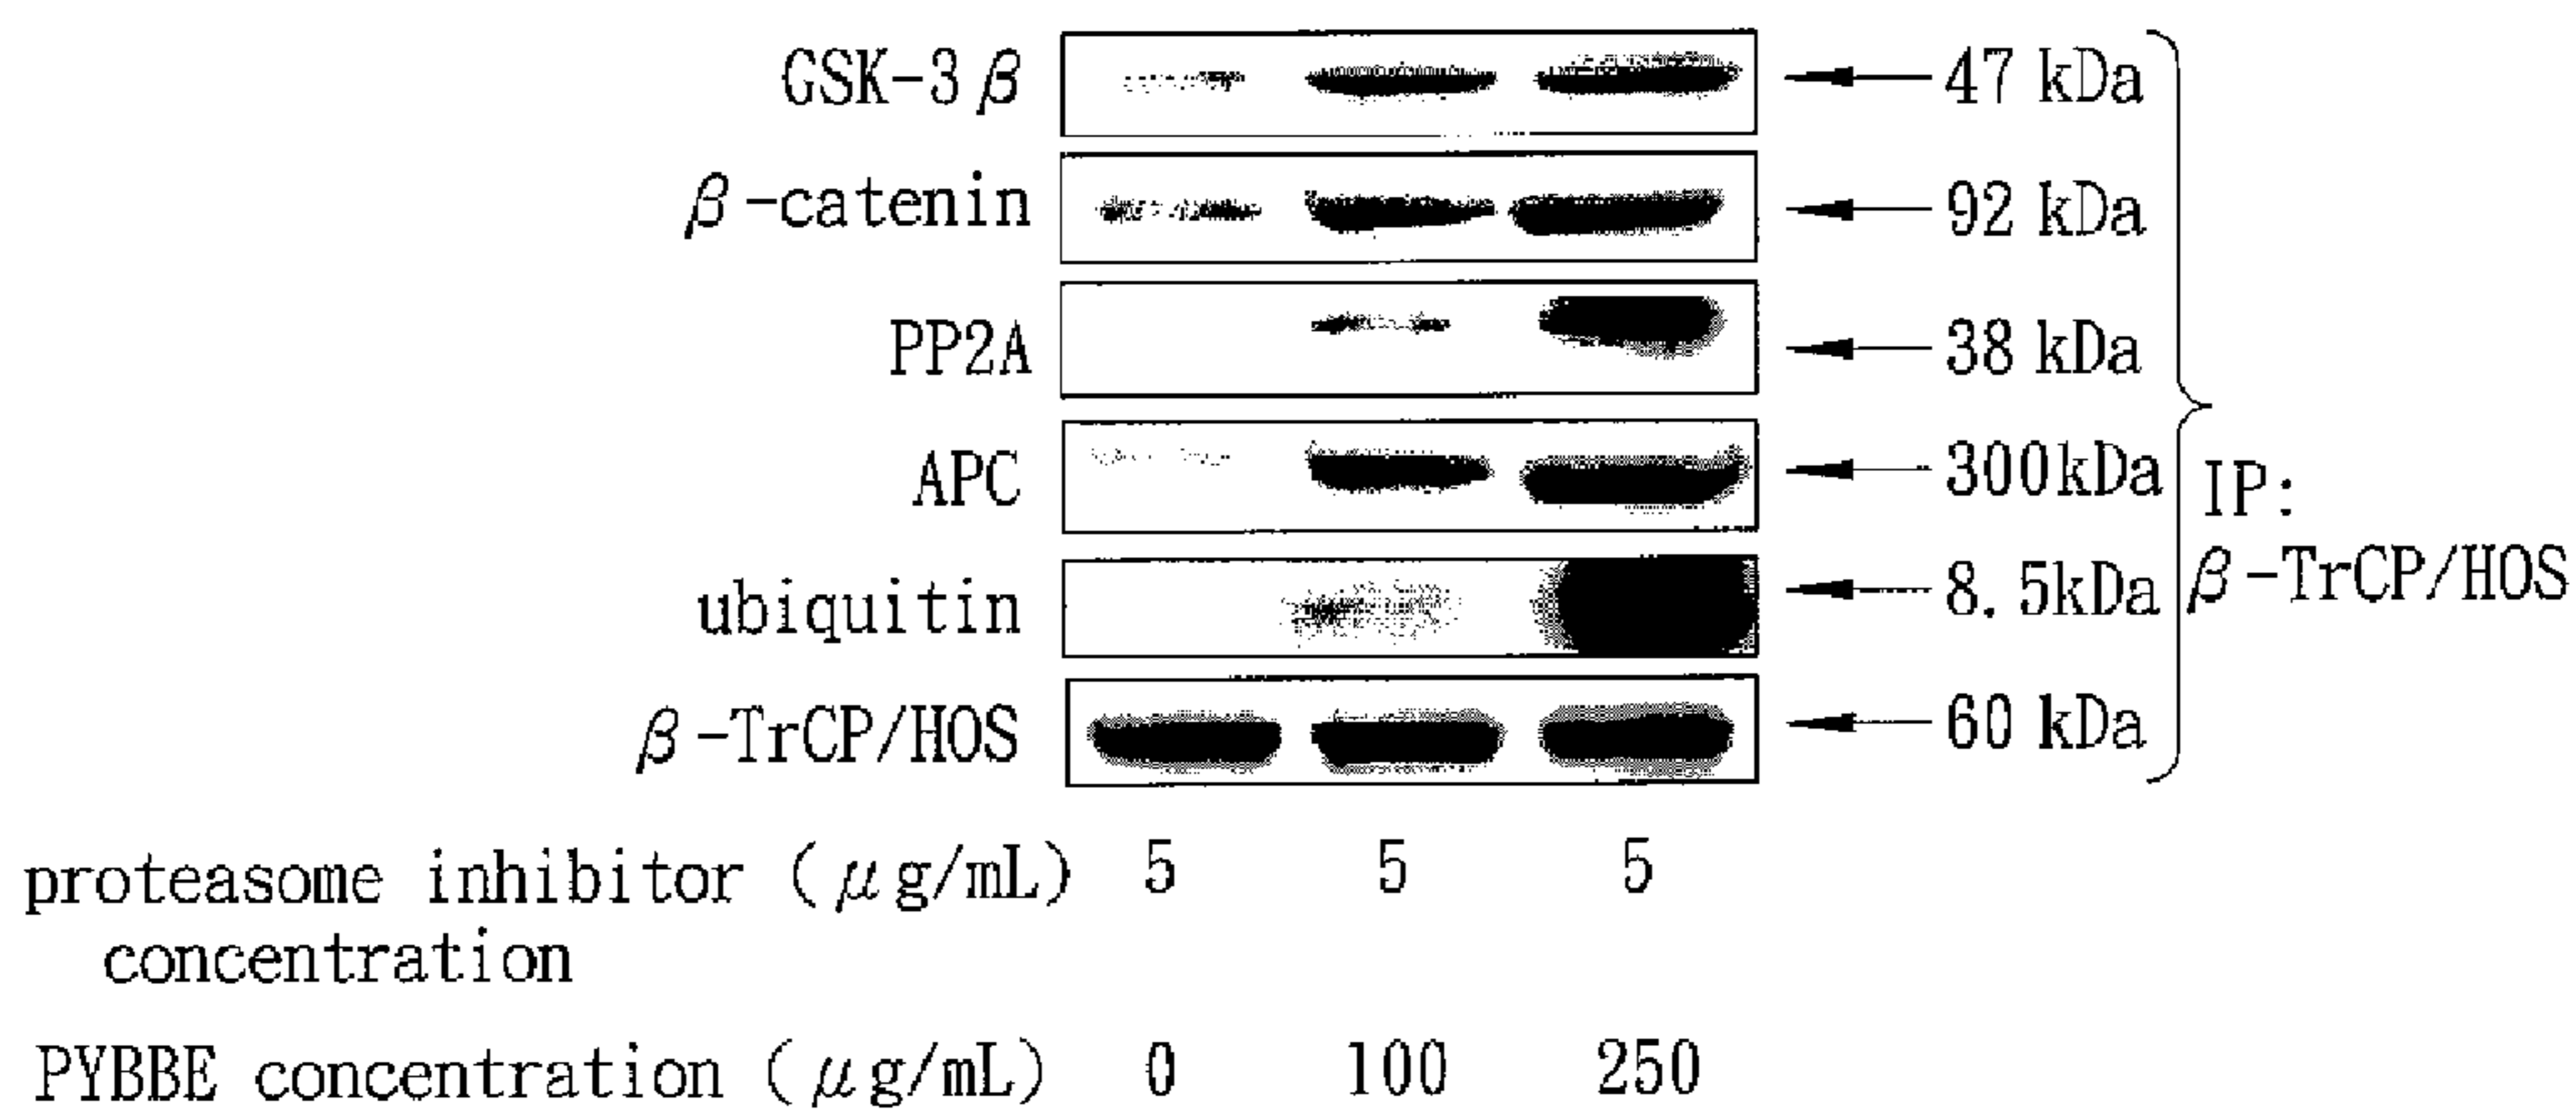 GSK-3β 47 kDa
β-catenin 92 kDa
PP2A 38 kDa
APC 300kDa
IP:
ubiquitin 8.5kDa
β-TrCP/HOS
β-TrCP/HOS 60 kDa
proteasome inhibitor (μg/mL) 5 5 5
concentration
PYBBE concentration (μg/mL) 0 100 250